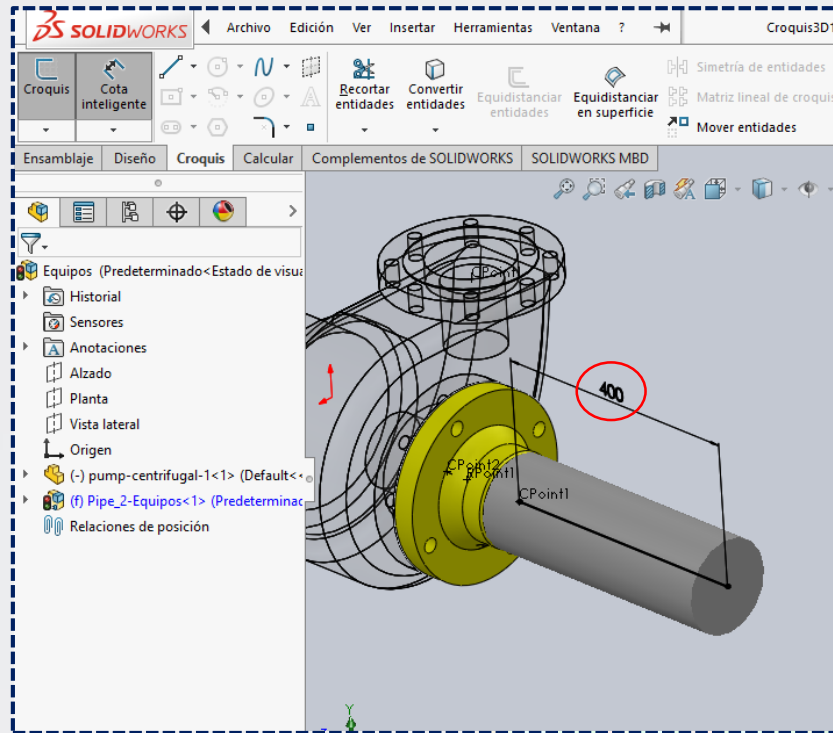 SOLIDWORKS Archivo Edición Ver Insertar Herramientas Ventana ? Croquis3D1
Croquis
Cota inteligente
Recortar entidades
Convertir entidades
Equidistanciar entidades
Equidistanciar en superficie
Simetría de entidades
Matriz lineal de croquis
Mover entidades
Ensamblaje Diseño Croquis Calcular Complementos de SOLIDWORKS SOLIDWORKS MBD
Equipos (Predeterminado<Estado de visua
Historial
Sensores
Anotaciones
Alzado
Planta
Vista lateral
Origen
(-) pump-centrifugal-1<1> (Default<<
(f) Pipe_2-Equipos<1> (Predeterminac
Relaciones de posición
CPoint1
400
CPoint2
CPoint1
Y